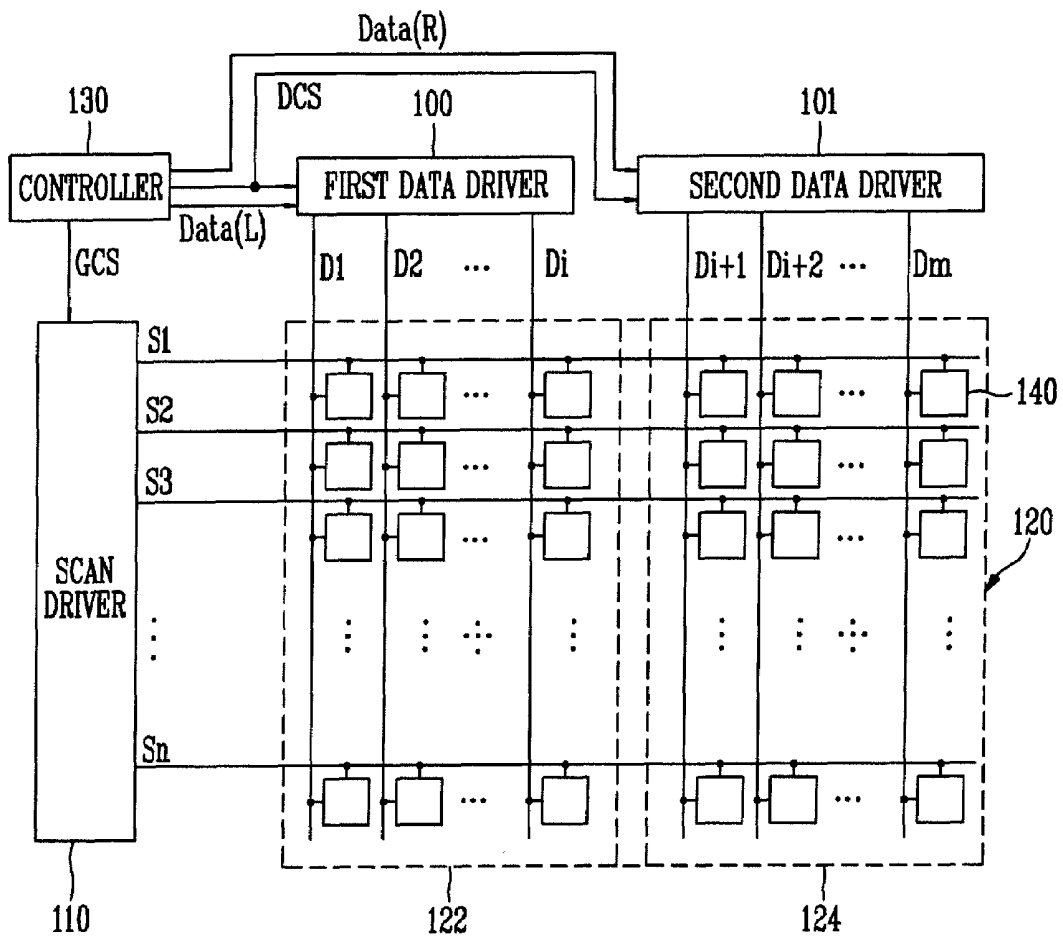 Data(R)
DCS
130
100
101
CONTROLLER
FIRST DATA DRIVER
SECOND DATA DRIVER
Data(L)
GCS
D1
D2
...
Di
Di+1
Di+2
...
Dm
S1
S2
S3
Sn
...
...
...
...
...
...
...
...
140
120
SCAN
DRIVER
110
122
124